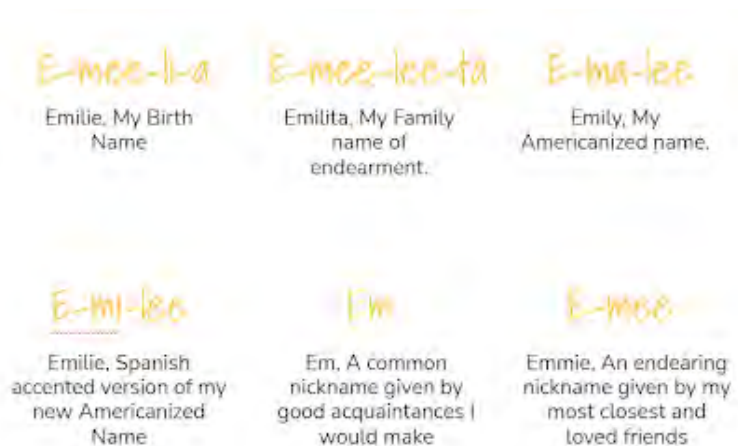 E-mee-li-a
Emilie, My Birth
Name
E-mee-lee-ta
Emilita, My Family
name of
endearment.
E-ma-lee
Emily, My
Americanized name.
E-mi-lee
Emilie, Spanish
accented version of my
new Americanized
Name
Em
Em, A common
nickname given by
good acquaintances I
would make
E-mee
Emmie, An endearing
nickname given by my
most closest and
loved friends